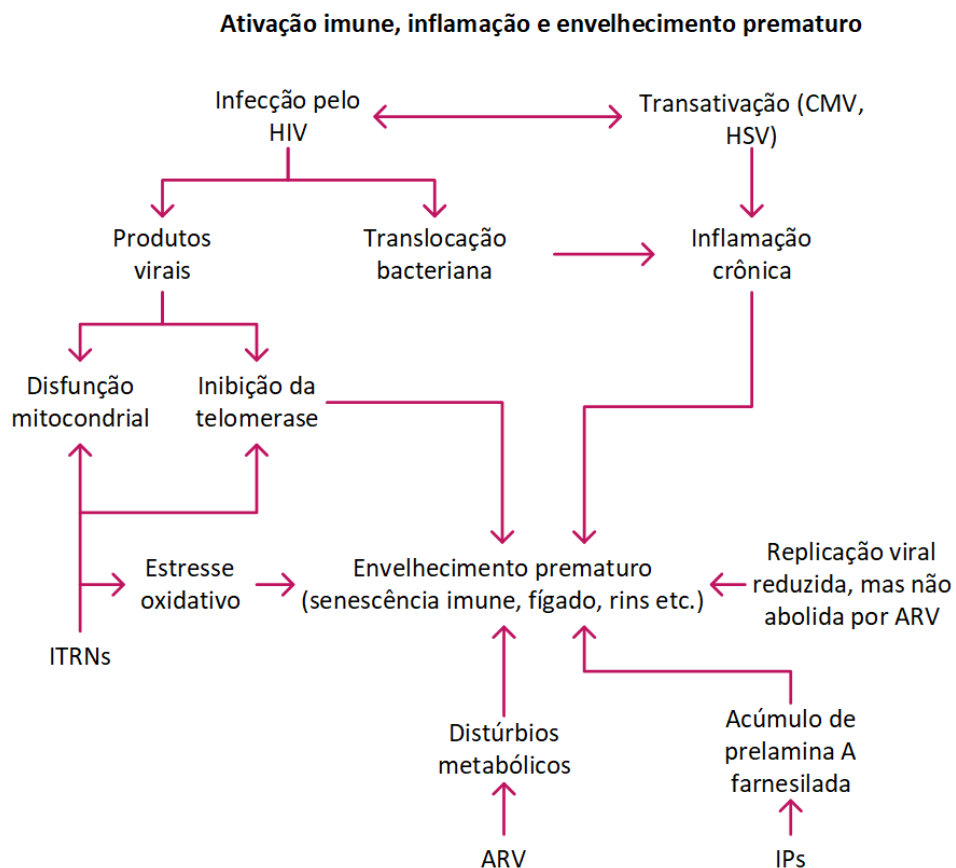 Ativação imune, inflamação e envelhecimento prematuro
Infecção pelo
HIV
Transativação (CMV,
HSV)
Produtos
virais
Translocação
bacteriana
Inflamação
crônica
Disfunção
mitocondrial
Inibição da
telomerase
Estresse
oxidativo
Envelhecimento prematuro
(senescência imune, fígado, rins etc.)
Replicação viral
reduzida, mas não
abolida por ARV
ITRNs
Distúrbios
metabólicos
Acúmulo de
prelamina A
farnesilada
ARV
IPs